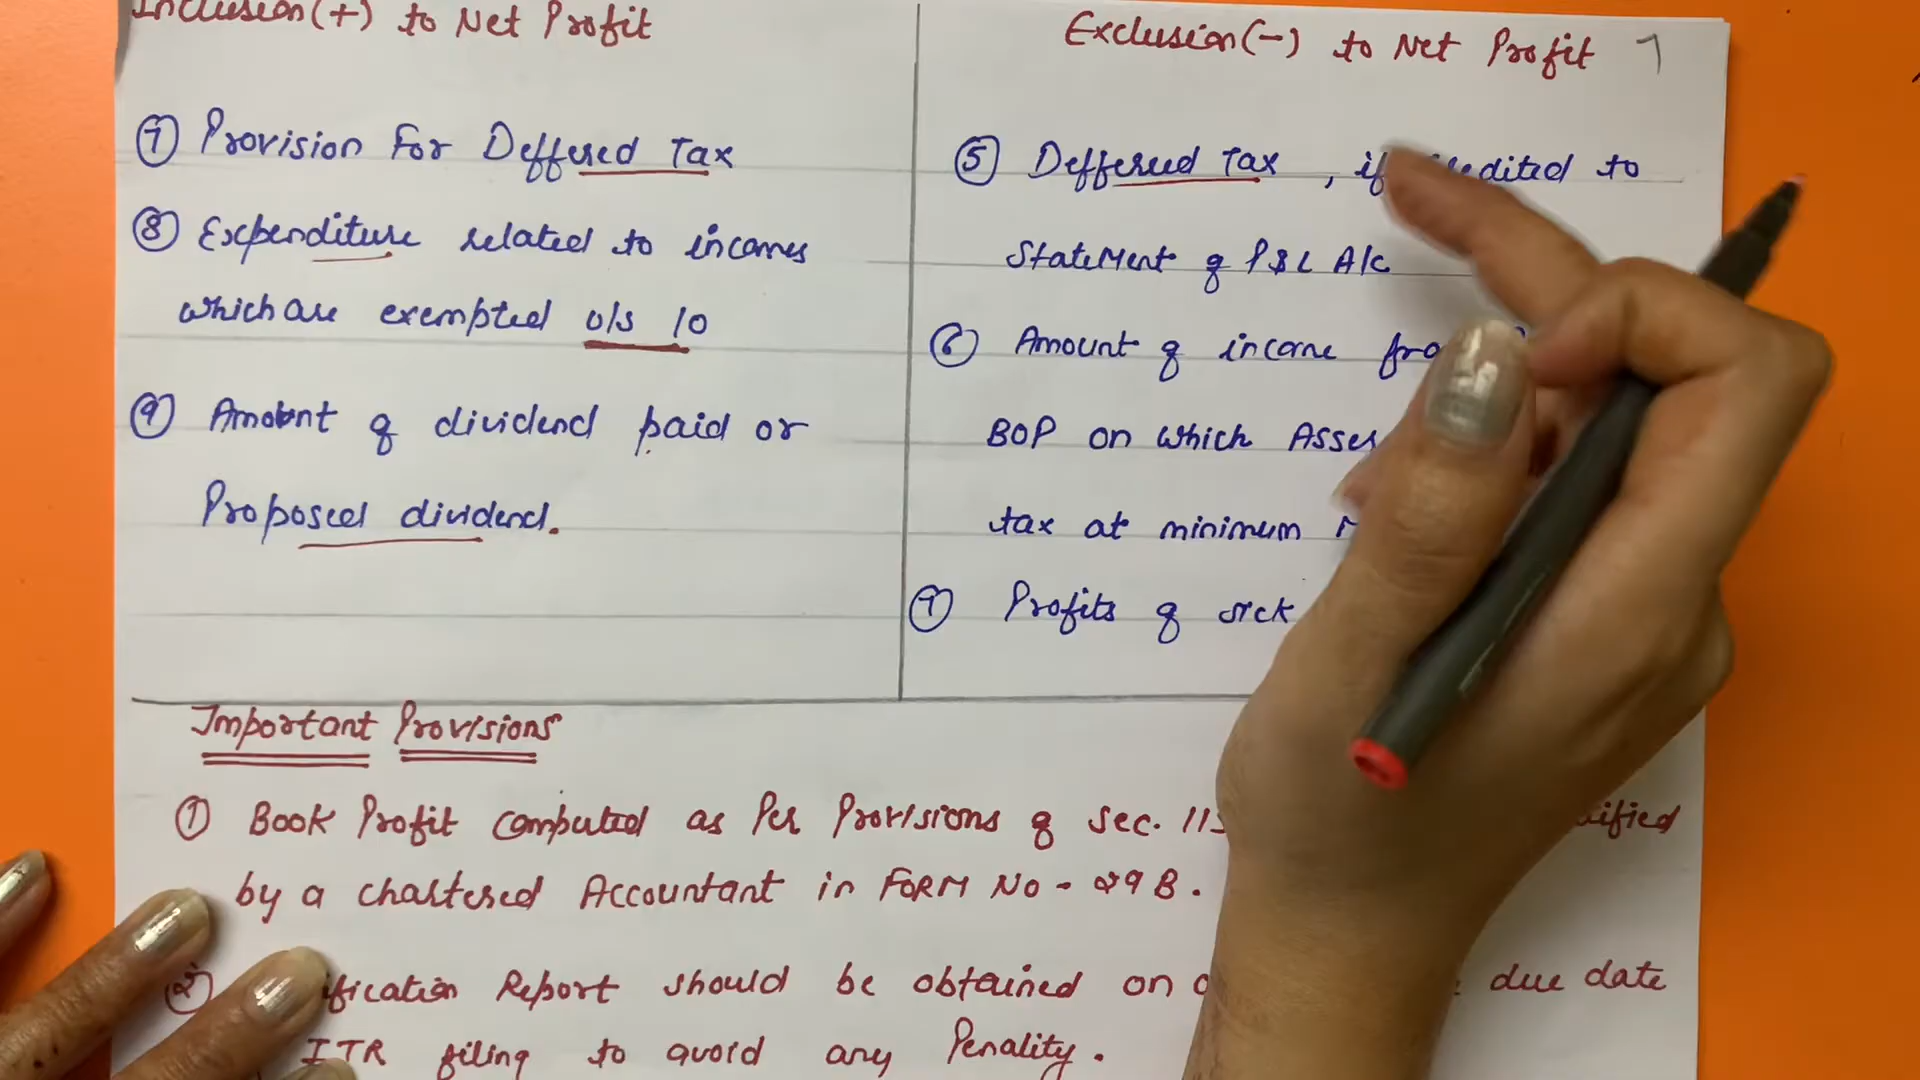 Inclusion(+) to Net Profit
⑦ Provision For Deffered Tax
⑧ Expenditure related to incomes
which are exempted u/s 10
⑨ Amount of dividend paid or
Proposed dividend.
Exclusion(-) to Net Profit
⑤ Deffered Tax, if credited to
Statement of P&L A/c
⑥ Amount of income
BOP on which
tax at minimum
⑦ Profits of sick
Important Provisions
① Book Profit computed as Per Provisions of Sec.
by a chartered Accountant in FORM NO - 29B.
② Report should be obtained on due date
ITR filing to avoid any Penality.